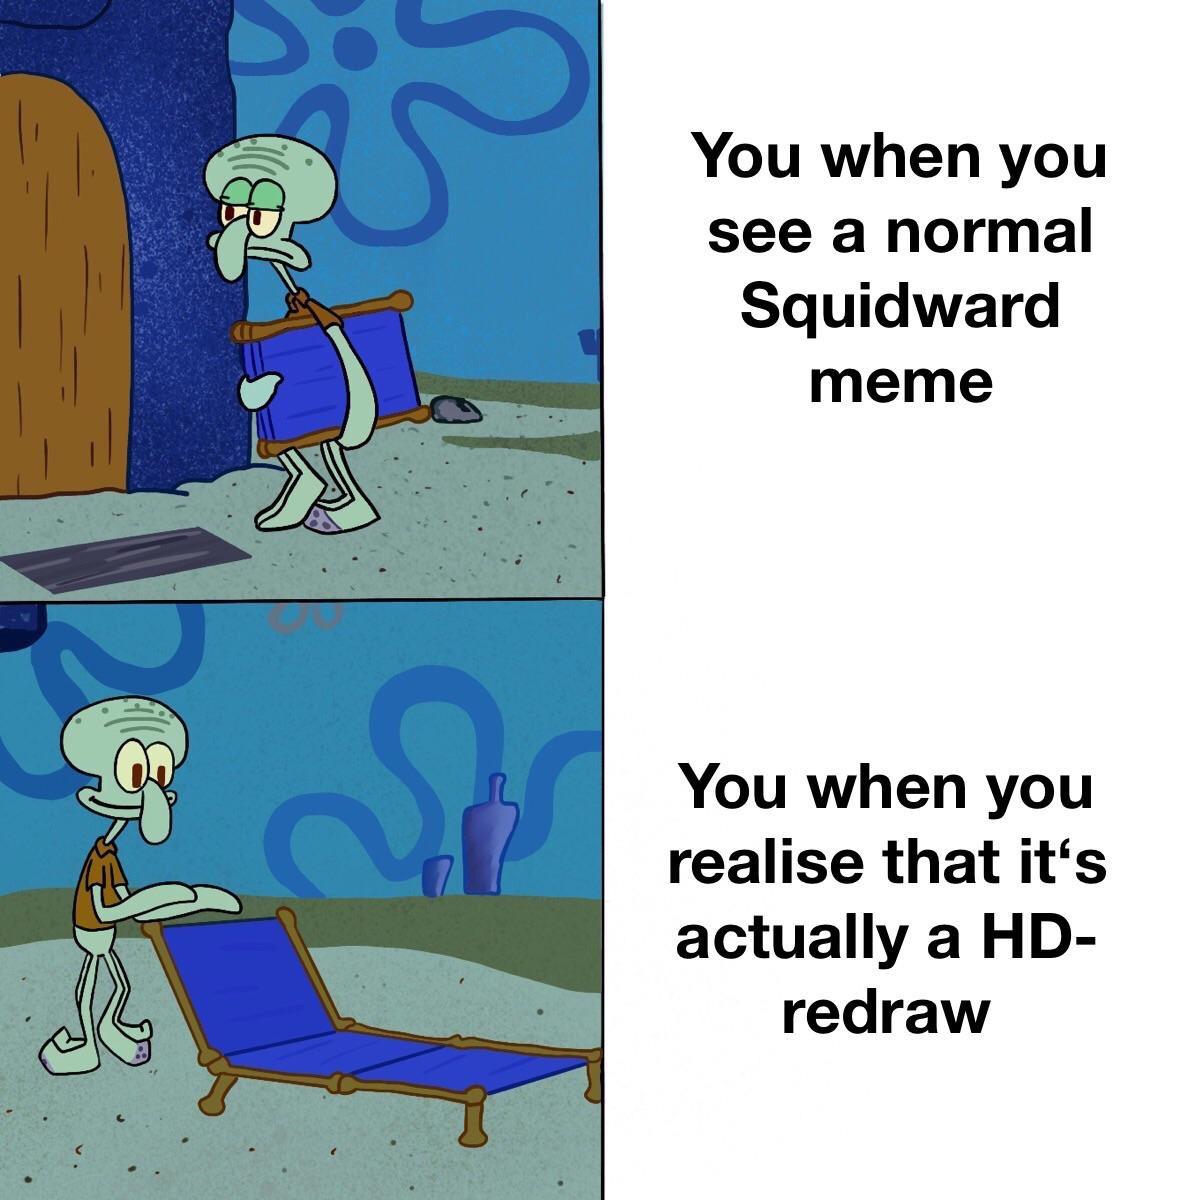 You when you
see a normal
Squidward
meme
You when you
realise that it‘s
actually a HD-
redraw